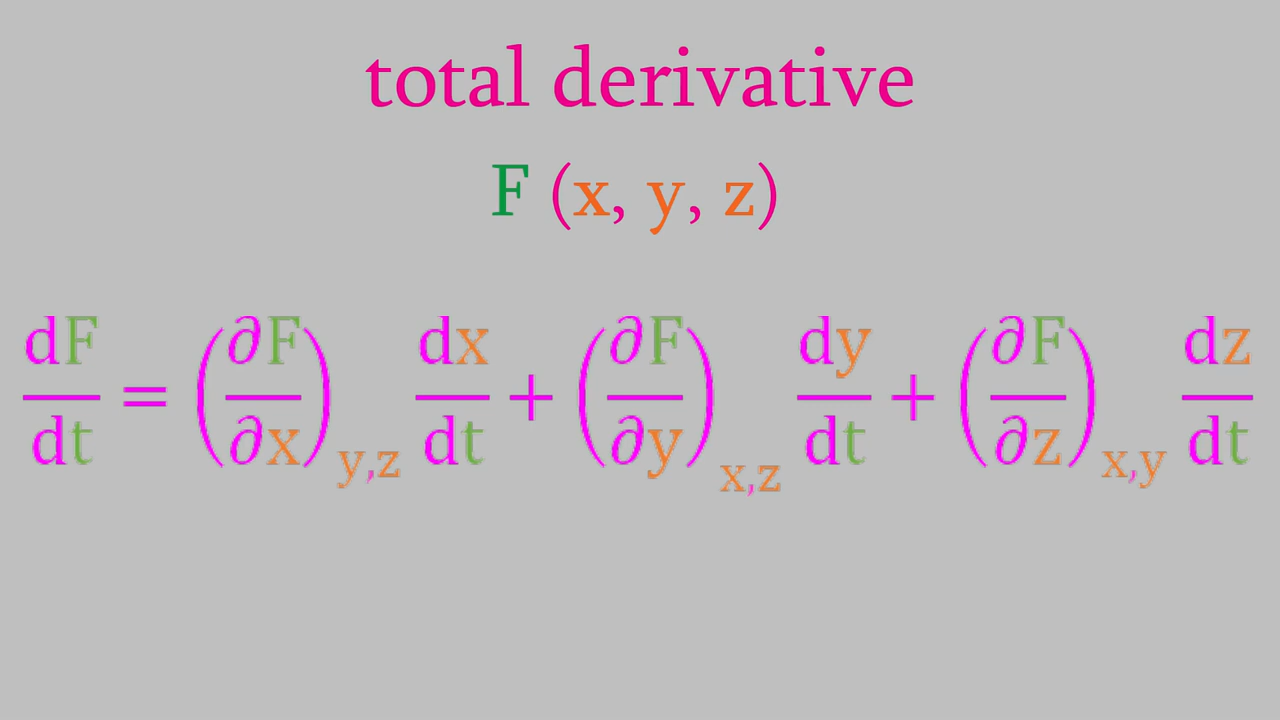 total derivative
F (x, y, z)
dF/dt = (∂F/∂x)y,z dx/dt + (∂F/∂y)x,z dy/dt + (∂F/∂z)x,y dz/dt